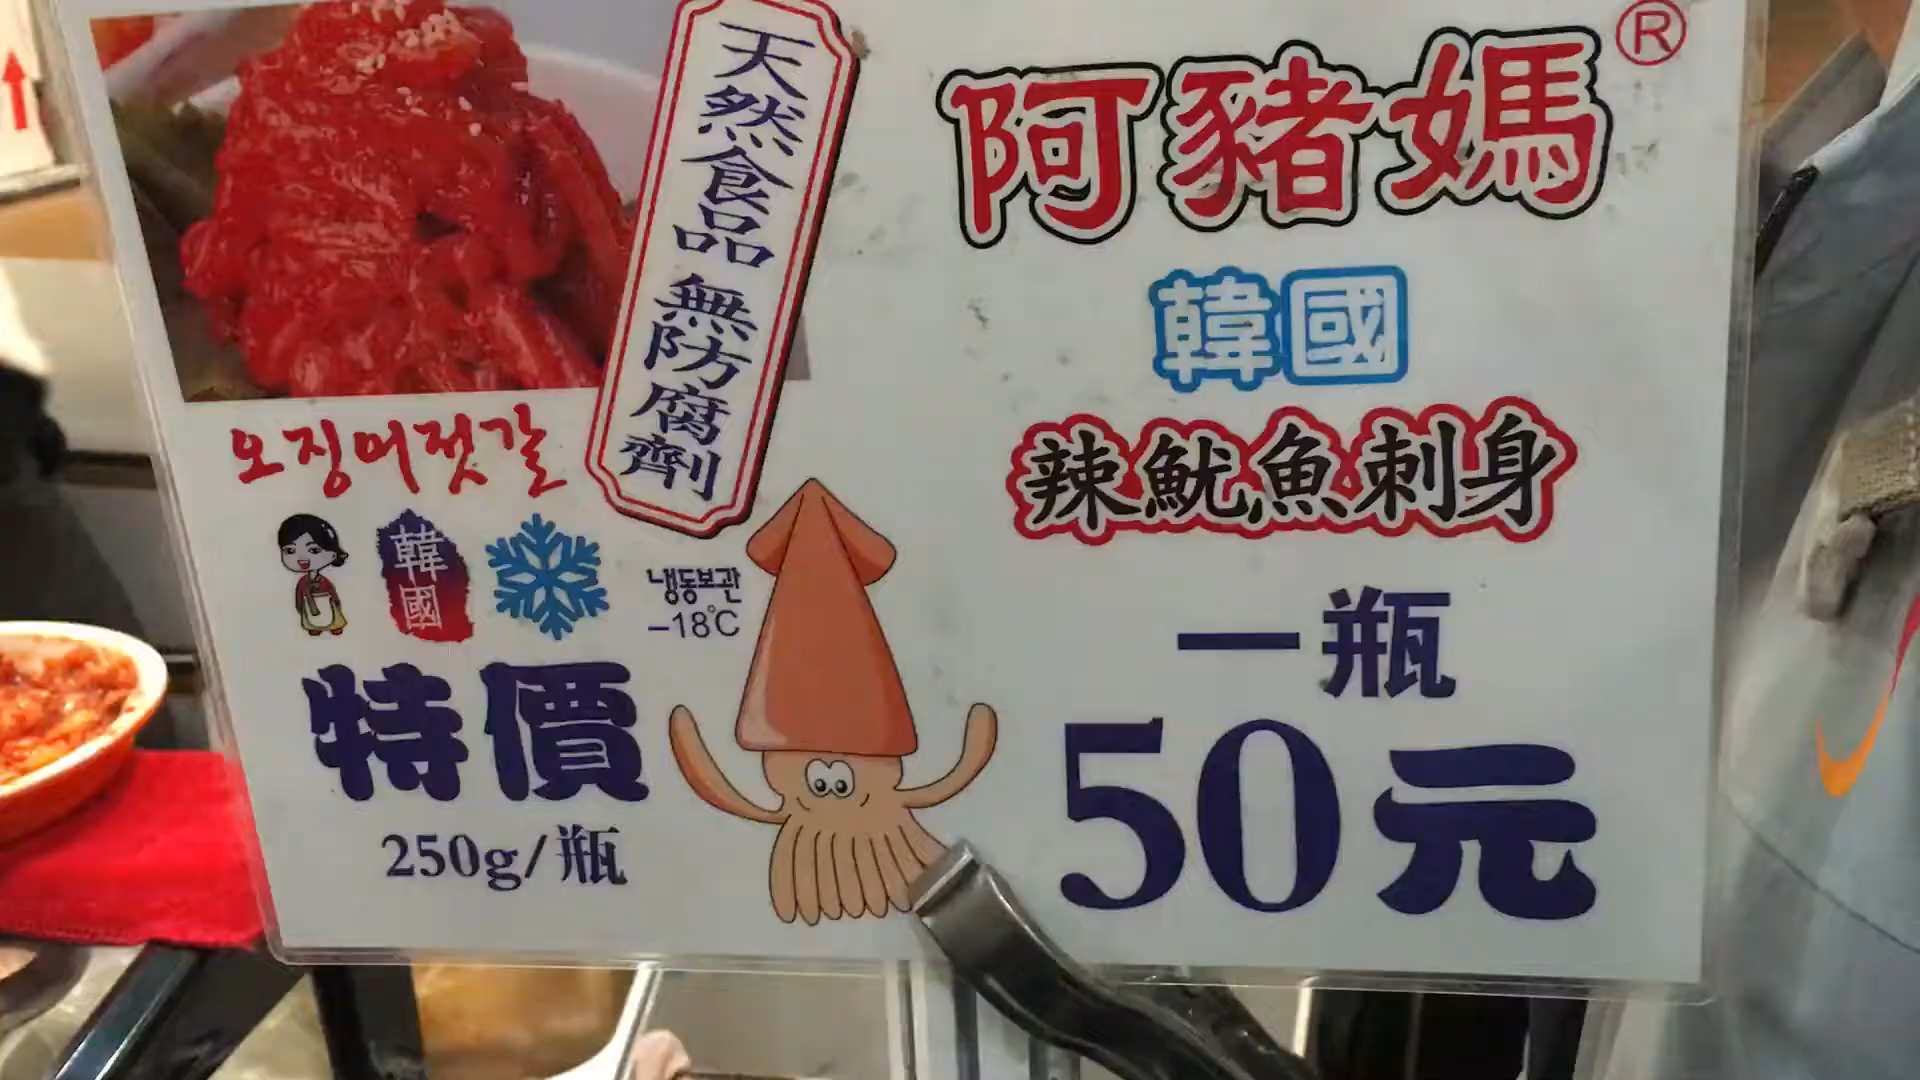 天然食品 無防腐劑
阿豬媽®
韓國
辣魷魚刺身
오징어젓갈
韓國
냉동보관
-18℃
特價
250g/瓶
一瓶
50元